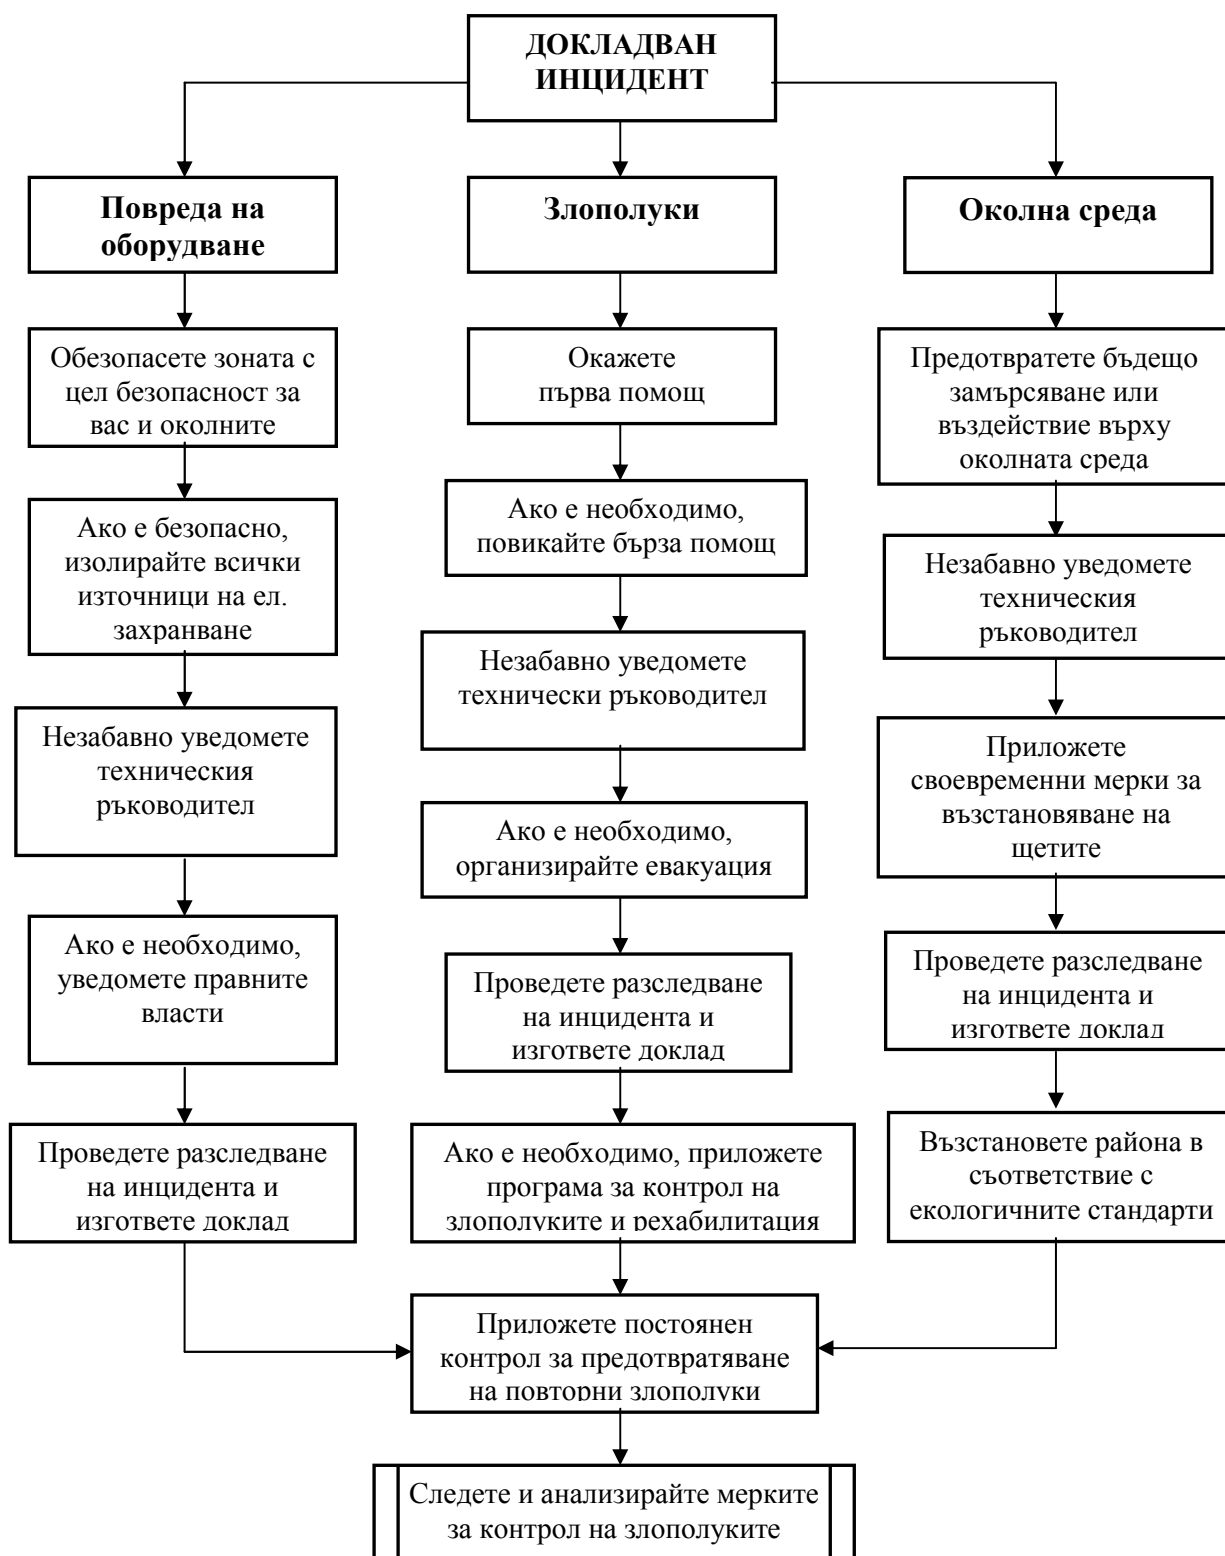 ДОКЛАДВАН
ИНЦИДЕНТ
Повреда на
оборудване
Злополуки
Околна среда
Обезопасете зоната с
цел безопасност за
вас и околните
Окажете
първа помощ
Предотвратете бъдещо
замърсяване или
въздействие върху
околната среда
Ако е безопасно,
изолирайте всички
източници на ел.
захранване
Ако е необходимо,
повикайте бърза помощ
Незабавно уведомете
техническия
ръководител
Незабавно уведомете
технически ръководител
Незабавно уведомете
техническия
ръководител
Приложете
своевременни мерки за
възстановяване на
щетите
Ако е необходимо,
организирайте евакуация
Ако е необходимо,
уведомете правните
власти
Проведете разследване
на инцидента и
изгответе доклад
Проведете разследване
на инцидента и
изгответе доклад
Проведете разследване
на инцидента и
изгответе доклад
Ако е необходимо, приложете
програма за контрол на
злополуките и рехабилитация
Възстановете района в
съответствие с
екологичните стандарти
Приложете постоянен
контрол за предотвратяване
на повторни злополуки
Следете и анализирайте мерките
за контрол на злополуките